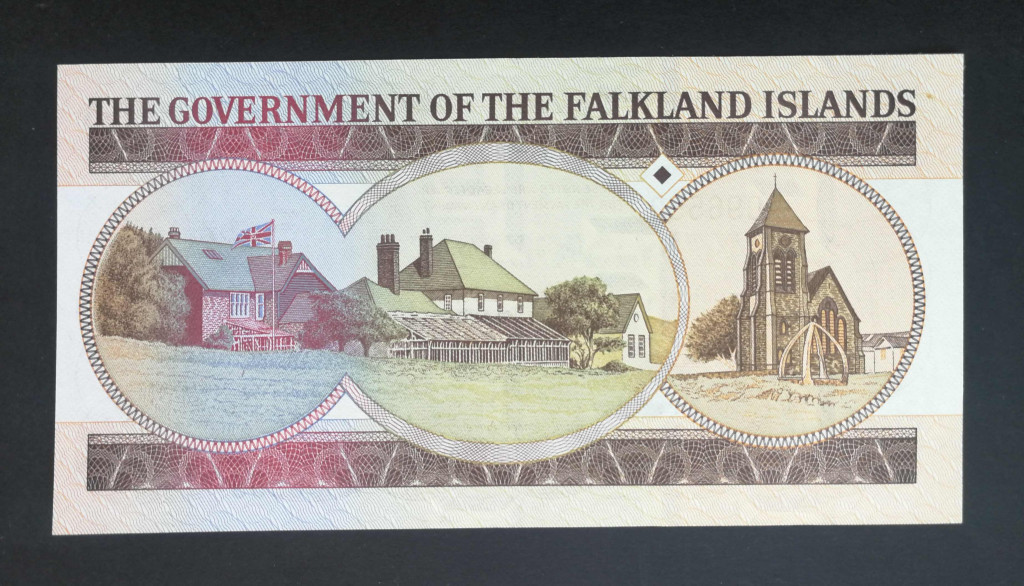 THE GOVERNMENT OF THE FALKLAND ISLANDS